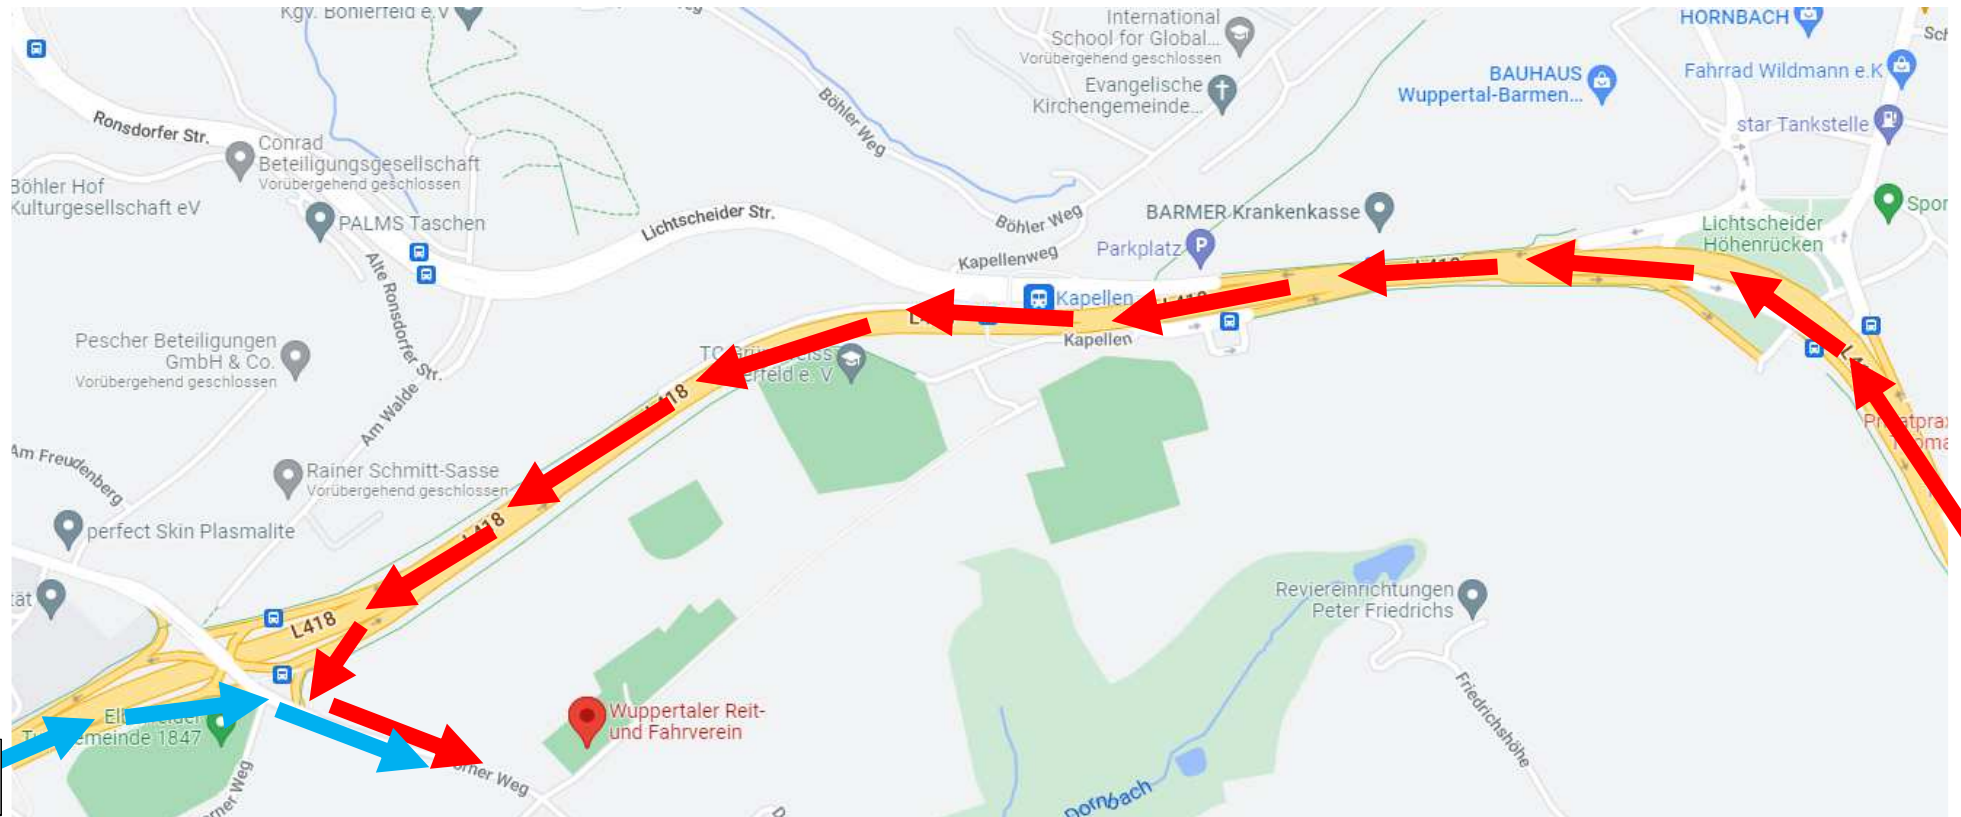 Kgv. Böhlerfeld e.V
International
School for Global...
Vorübergehend geschlossen
HORNBACH
Evangelische
Kirchengemeinde...
BAUHAUS
Wuppertal-Barmen...
Fahrrad Wildmann e.K
star Tankstelle
Ronsdorfer Str.
Conrad
Beteiligungsgesellschaft
Vorübergehend geschlossen
Böhler Weg
Böhler Hof
Kulturgesellschaft eV
PALMS Taschen
Lichtscheider Str.
Böhler Weg
BARMER Krankenkasse
Lichtscheider
Höhenrücken
Kapellenweg
Parkplatz
P
Kapellen
Kapellen
Alte Ronsdorfer Str.
Pescher Beteiligungen
GmbH & Co.
Vorübergehend geschlossen
TC
e. V
L418
Am Walde
Am Freudenberg
Rainer Schmitt-Sasse
Vorübergehend geschlossen
L418
perfect Skin Plasmalite
L418
Reviereinrichtungen
Peter Friedrichs
Friedrichshöhe
Wuppertaler Reit-
und Fahrverein
1847
Weg
Dornbach